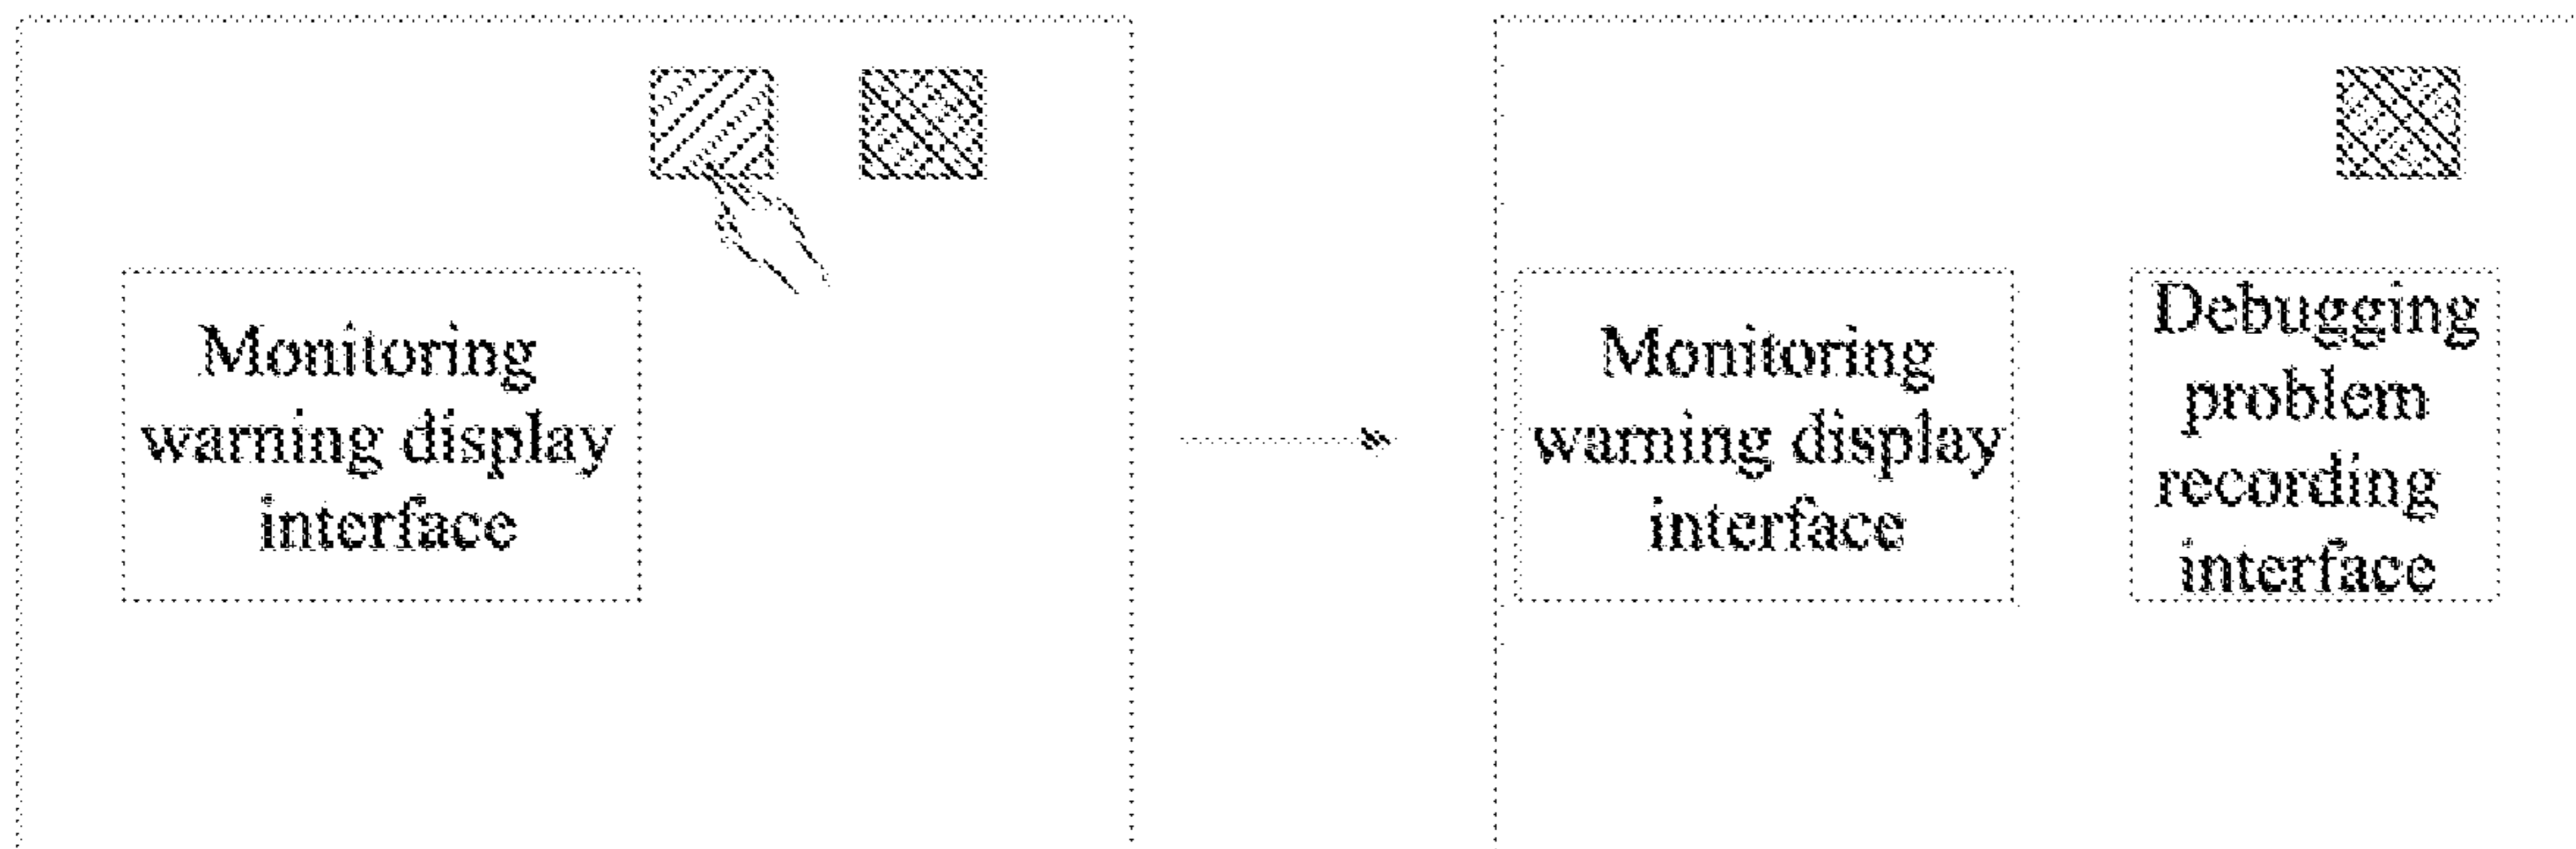 Monitoring
warning display
interface
Monitoring
warning display
interface
Debugging
problem
recording
interface